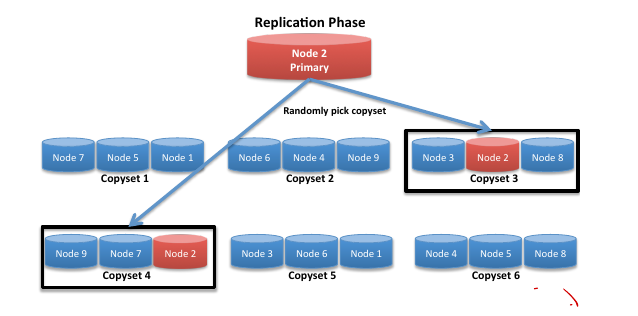 Replication Phase
Node 2
Primary
Randomly pick copyset
Node 7 Node 5 Node 1
Copyset 1
Node 6 Node 4 Node 9
Copyset 2
Node 3 Node 2 Node 8
Copyset 3
Node 9 Node 7 Node 2
Copyset 4
Node 3 Node 6 Node 1
Copyset 5
Node 4 Node 5 Node 8
Copyset 6